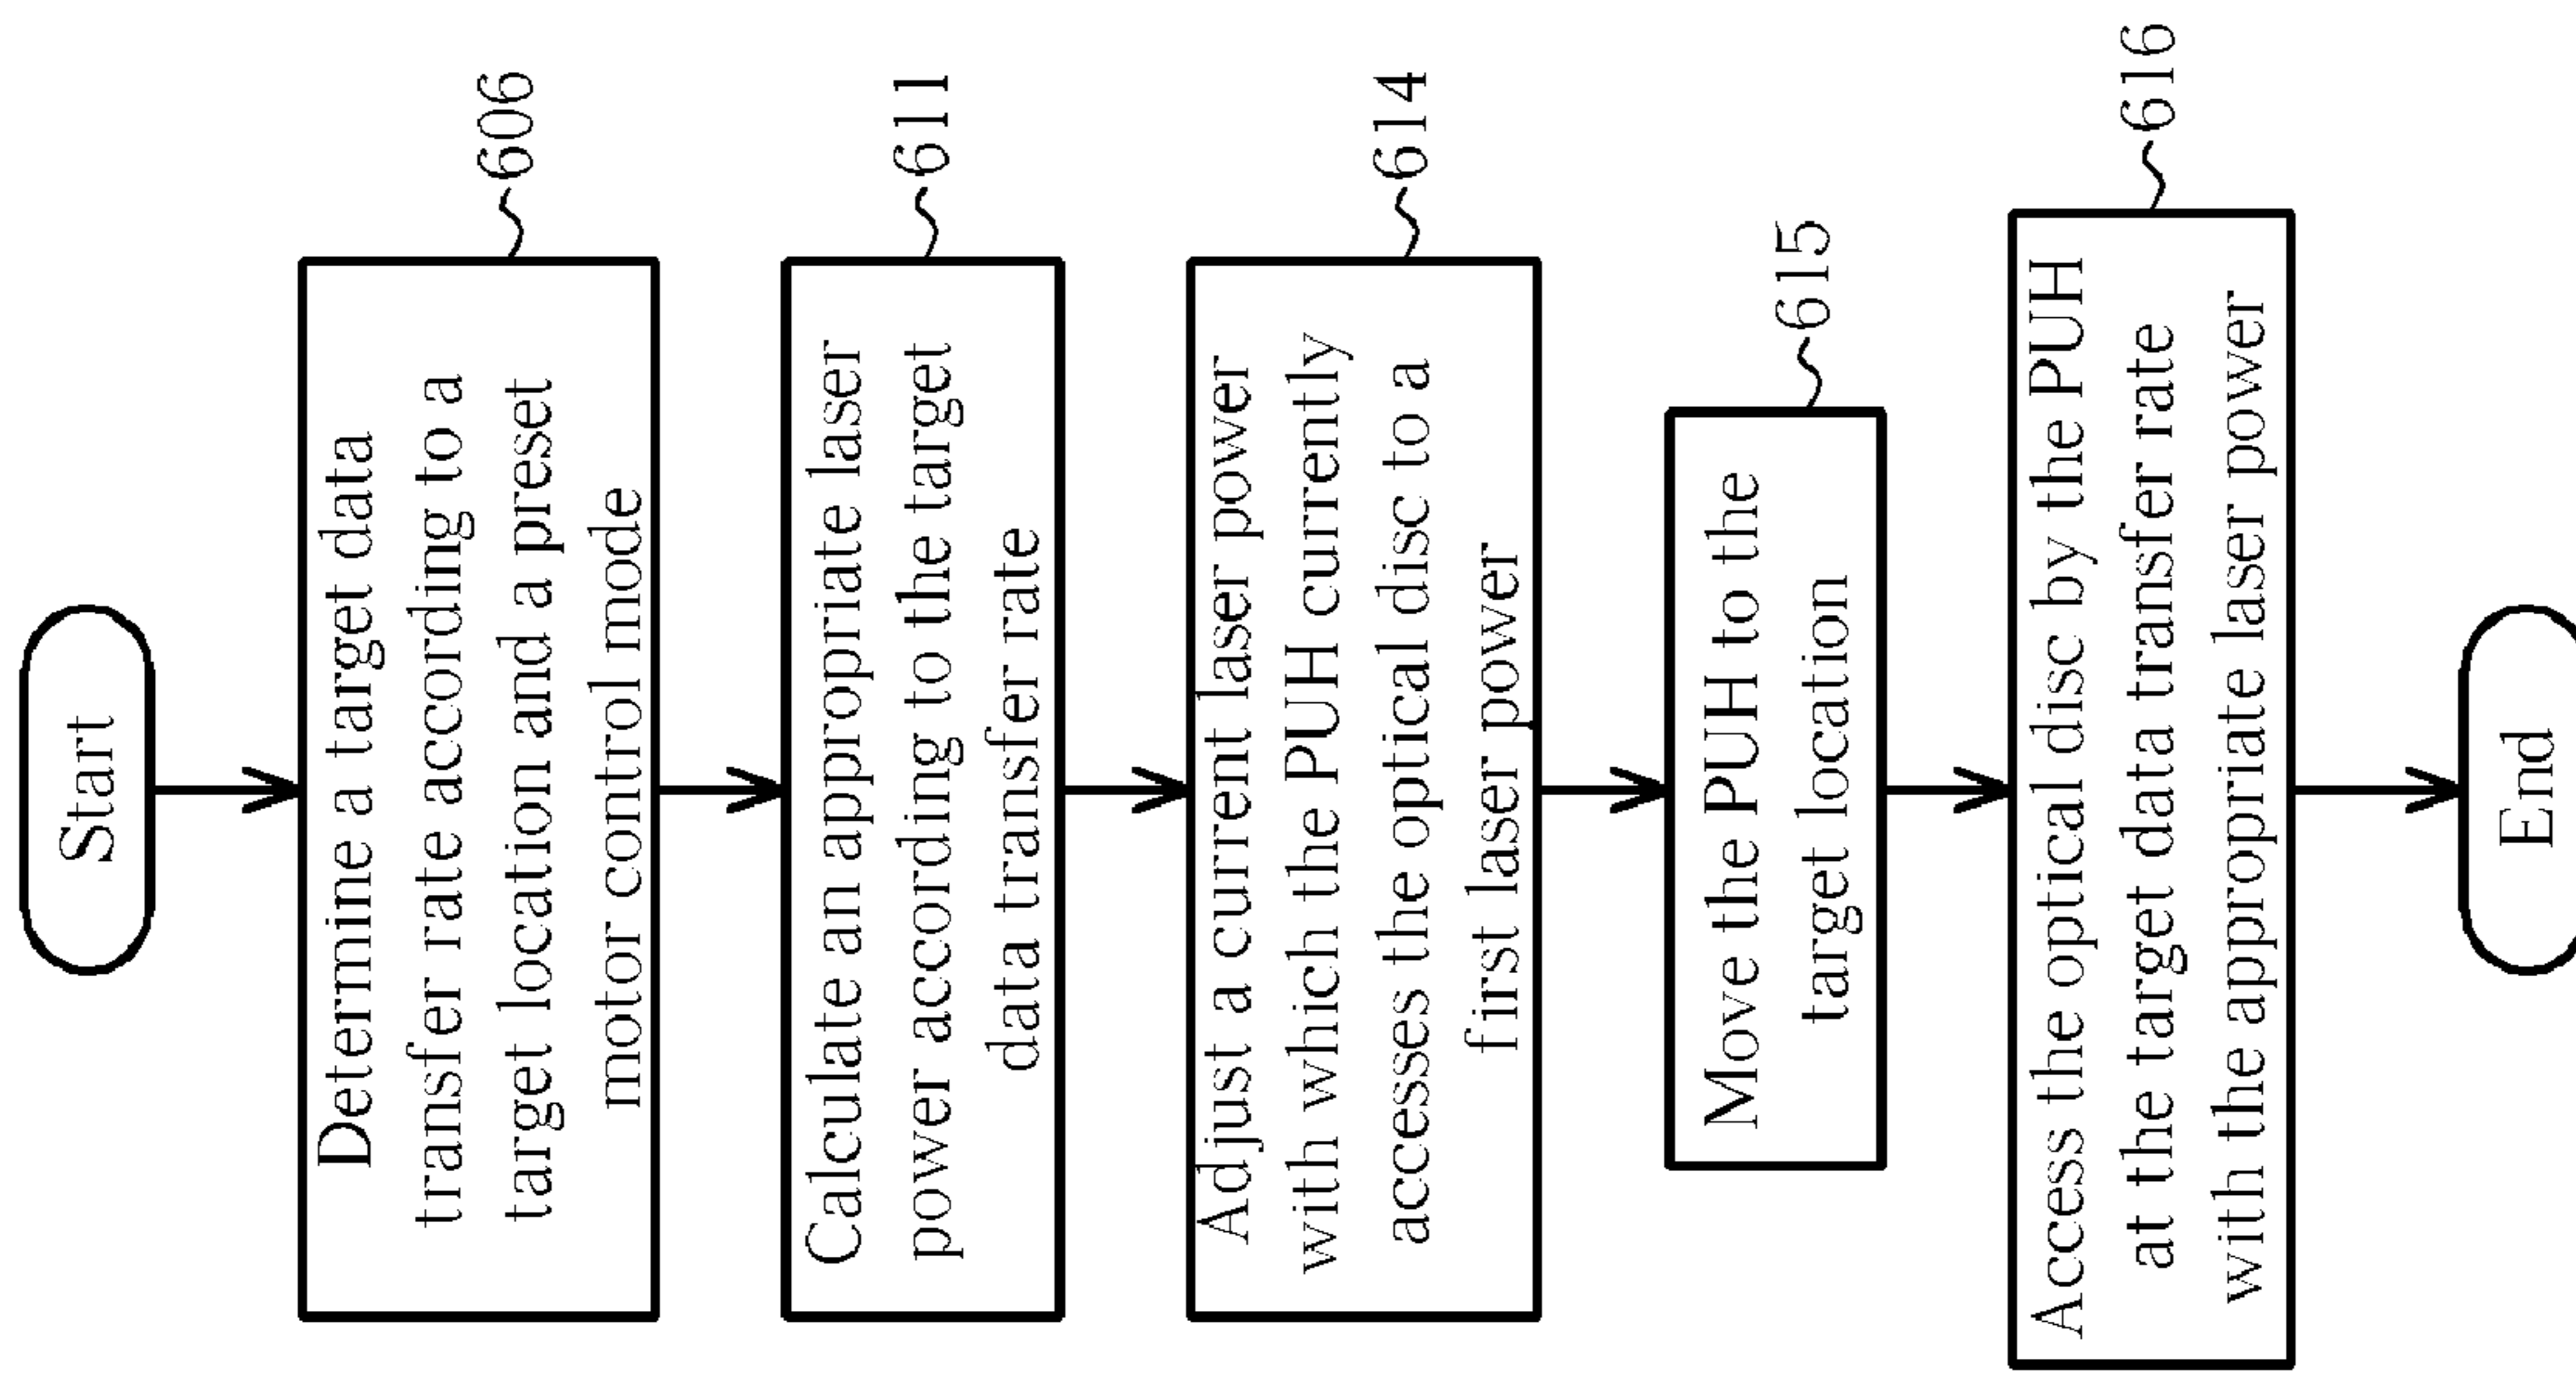 Start
Determine a target data
transfer rate according to a
target location and a preset
motor control mode
606
Calculate an appropriate laser
power according to the target
data transfer rate
611
Adjust a current laser power
with which the PUH currently
accesses the optical disc to a
first laser power
614
Move the PUH to the
target location
615
Access the optical disc by the PUH
at the target data transfer rate
with the appropriate laser power
616
End